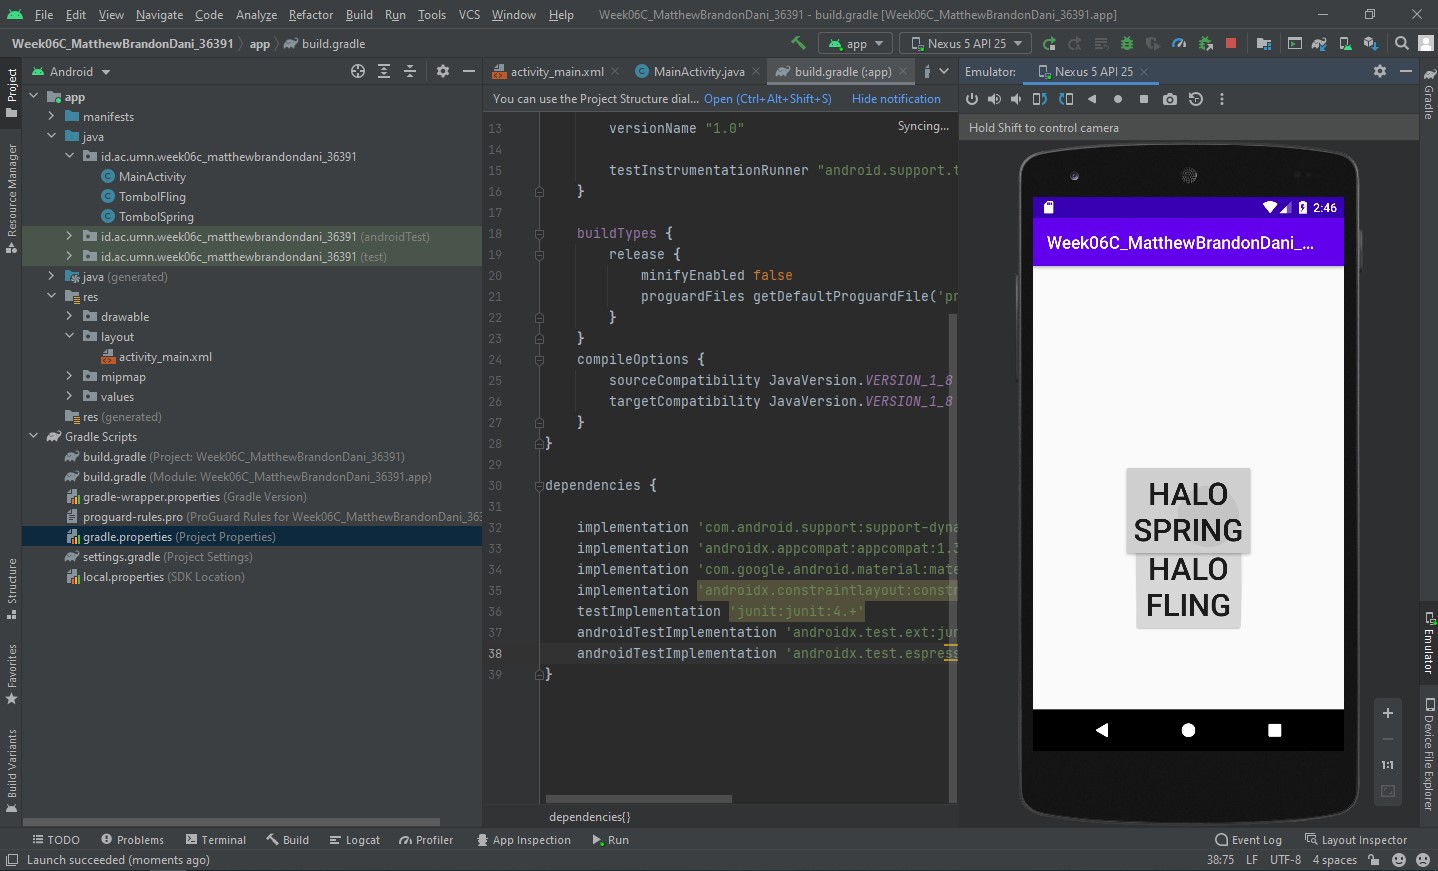 File Edit View Navigate Code Analyze Refactor Build Run Tools VCS Window Help Week06C_MatthewBrandonDani_36391 - build.gradle [Week06C_MatthewBrandonDani_36391.app]
Week06C_MatthewBrandonDani_36391 app build.gradle
app Nexus 5 API 25
Project
Resource Manager
Structure
Favorites
Build Variants
Android
app
manifests
java
id.ac.umn.week06c_matthewbrandondani_36391
MainActivity
TombolFling
TombolSpring
id.ac.umn.week06c_matthewbrandondani_36391 (androidTest)
id.ac.umn.week06c_matthewbrandondani_36391 (test)
java (generated)
res
drawable
layout
activity_main.xml
mipmap
values
res (generated)
Gradle Scripts
build.gradle (Project: Week06C_MatthewBrandonDani_36391)
build.gradle (Module: Week06C_MatthewBrandonDani_36391.app)
gradle-wrapper.properties (Gradle Version)
proguard-rules.pro (ProGuard Rules for Week06C_MatthewBrandonDani_36
gradle.properties (Project Properties)
settings.gradle (Project Settings)
local.properties (SDK Location)
activity_main.xml MainActivity.java build.gradle (:app)
You can use the Project Structure dial... Open (Ctrl+Alt+Shift+S) Hide notification
Syncing...
13 versionName "1.0"
14
15 testInstrumentationRunner "android.support.t
16 }
17
18 buildTypes {
19 release {
20 minifyEnabled false
21 proguardFiles getDefaultProguardFile('pr
22 }
23 }
24 compileOptions {
25 sourceCompatibility JavaVersion.VERSION_1_8
26 targetCompatibility JavaVersion.VERSION_1_8
27 }
28 }
29
30 dependencies {
31
32 implementation 'com.android.support:support-dyna
33 implementation 'androidx.appcompat:appcompat:1.3
34 implementation 'com.google.android.material:mate
35 implementation 'androidx.constraintlayout:constr
36 testImplementation 'junit:junit:4.+'
37 androidTestImplementation 'androidx.test.ext:jun
38 androidTestImplementation 'androidx.test.espress
39 }
dependencies{}
Emulator: Nexus 5 API 25
Hold Shift to control camera
2:46
Week06C_MatthewBrandonDani_...
HALO
SPRING
HALO
FLING
1:1
Gradle
Emulator
Device File Explorer
TODO Problems Terminal Build Logcat Profiler App Inspection Run Event Log Layout Inspector
Launch succeeded (moments ago) 38:75 LF UTF-8 4 spaces